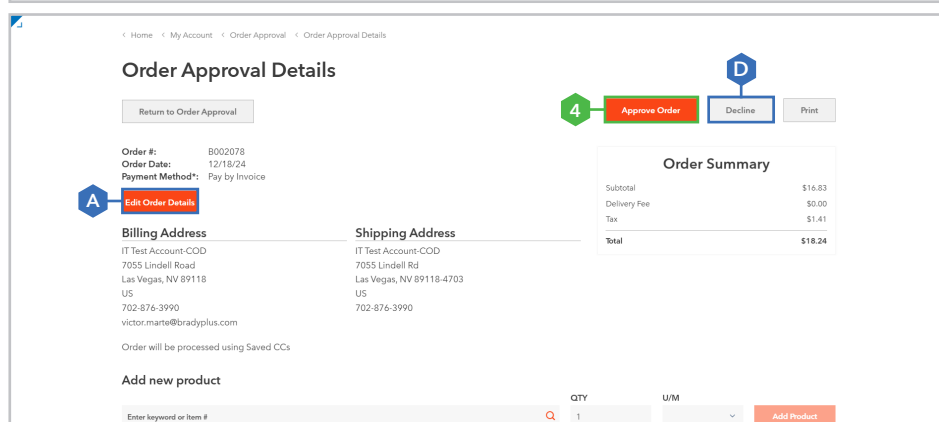 < Home < My Account < Order Approval < Order Approval Details
Order Approval Details
D
Return to Order Approval
4
Approve Order
Decline
Print
Order #: B002078
Order Date: 12/18/24
Payment Method*: Pay by Invoice
A
Edit Order Details
Order Summary
Subtotal $16.83
Delivery Fee $0.00
Tax $1.41
Total $18.24
Billing Address
IT Test Account-COD
7055 Lindell Road
Las Vegas, NV 89118
US
702-876-3990
victor.marte@bradyplus.com
Shipping Address
IT Test Account-COD
7055 Lindell Rd
Las Vegas, NV 89118-4703
US
702-876-3990
Order will be processed using Saved CCs
Add new product
QTY
U/M
Enter keyword or Item #
1
Add Product